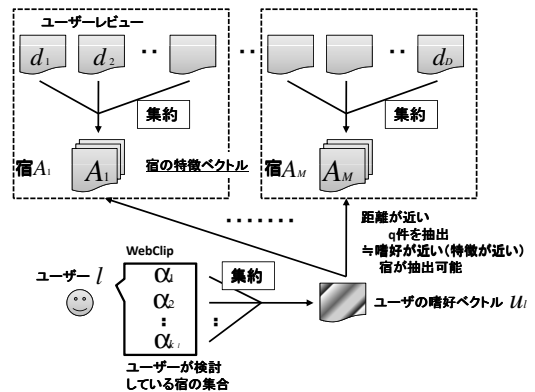 ユーザーレビュー
d1 d2 ‥ ‥ ‥ dD
集約 集約
宿A1 A1 宿の特徴ベクトル 宿AM AM
‥‥‥‥
距離が近い
q件を抽出
≒嗜好が近い(特徴が近い)
宿が抽出可能
WebClip
ユーザー l
α1
α2
:
αk l
集約
:
ユーザの嗜好ベクトル ul
ユーザーが検討
している宿の集合